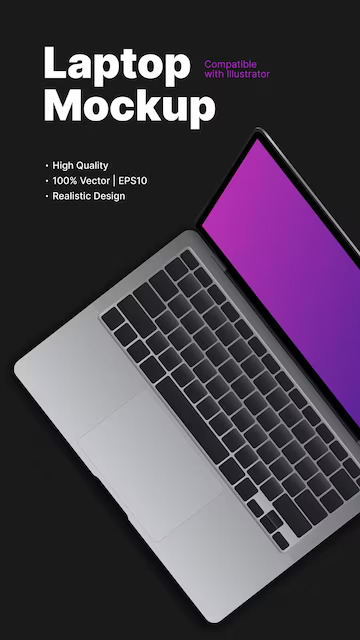 Laptop
Mockup
Compatible
with Illustrator
• High Quality
• 100% Vector | EPS10
• Realistic Design